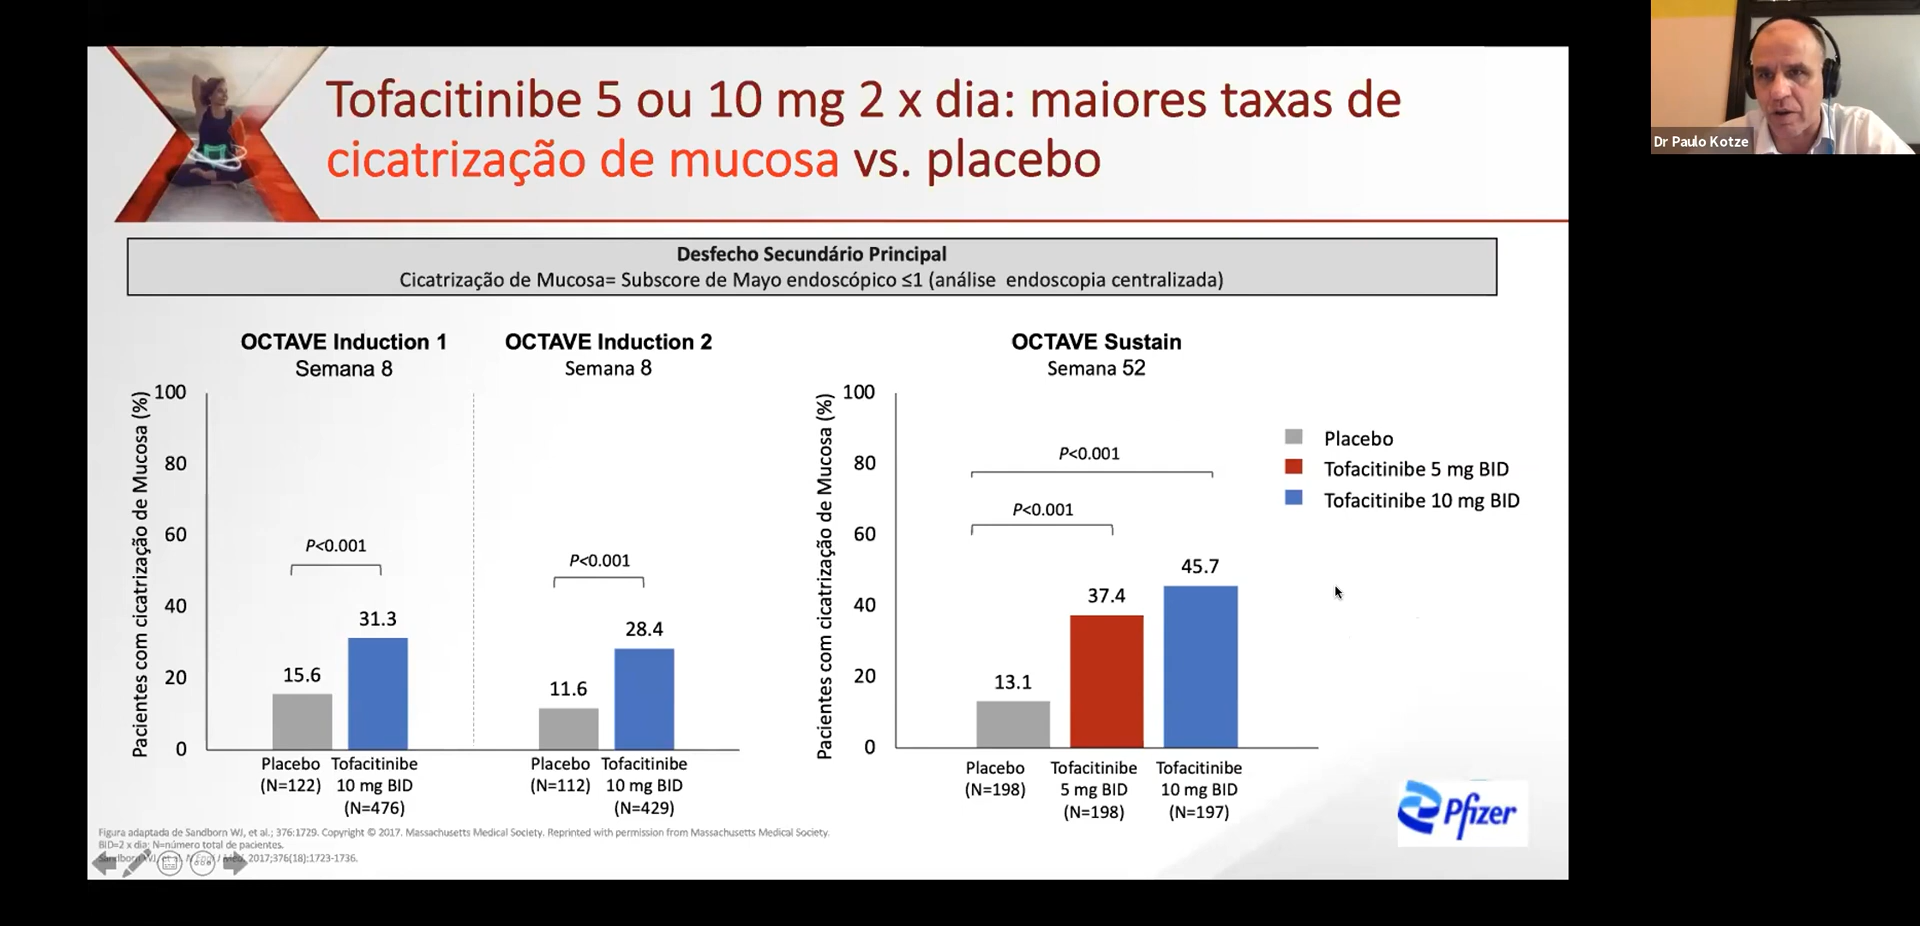 Tofacitinibe 5 ou 10 mg 2 x dia: maiores taxas de
cicatrização de mucosa vs. placebo
Dr Paulo Kotze
Desfecho Secundário Principal
Cicatrização de Mucosa= Subscore de Mayo endoscópico ≤1 (análise endoscopia centralizada)
OCTAVE Induction 1
Semana 8
OCTAVE Induction 2
Semana 8
Pacientes com cicatrização de Mucosa (%)
100
80
60
40
20
0
P<0.001
15.6
31.3
P<0.001
11.6
28.4
Placebo
(N=122)
Tofacitinibe
10 mg BID
(N=476)
Placebo
(N=112)
Tofacitinibe
10 mg BID
(N=429)
OCTAVE Sustain
Semana 52
Pacientes com cicatrização de Mucosa (%)
100
80
60
40
20
0
P<0.001
P<0.001
13.1
37.4
45.7
Placebo
(N=198)
Tofacitinibe
5 mg BID
(N=198)
Tofacitinibe
10 mg BID
(N=197)
Placebo
Tofacitinibe 5 mg BID
Tofacitinibe 10 mg BID
Pfizer
Figura adaptada de Sandborn WJ, et al.; 376:1729. Copyright © 2017. Massachusetts Medical Society. Reprinted with permission from Massachusetts Medical Society.
BID=2 x dia; N=número total de pacientes.
Sandborn WJ, et al. N Engl J Med. 2017;376(18):1723-1736.